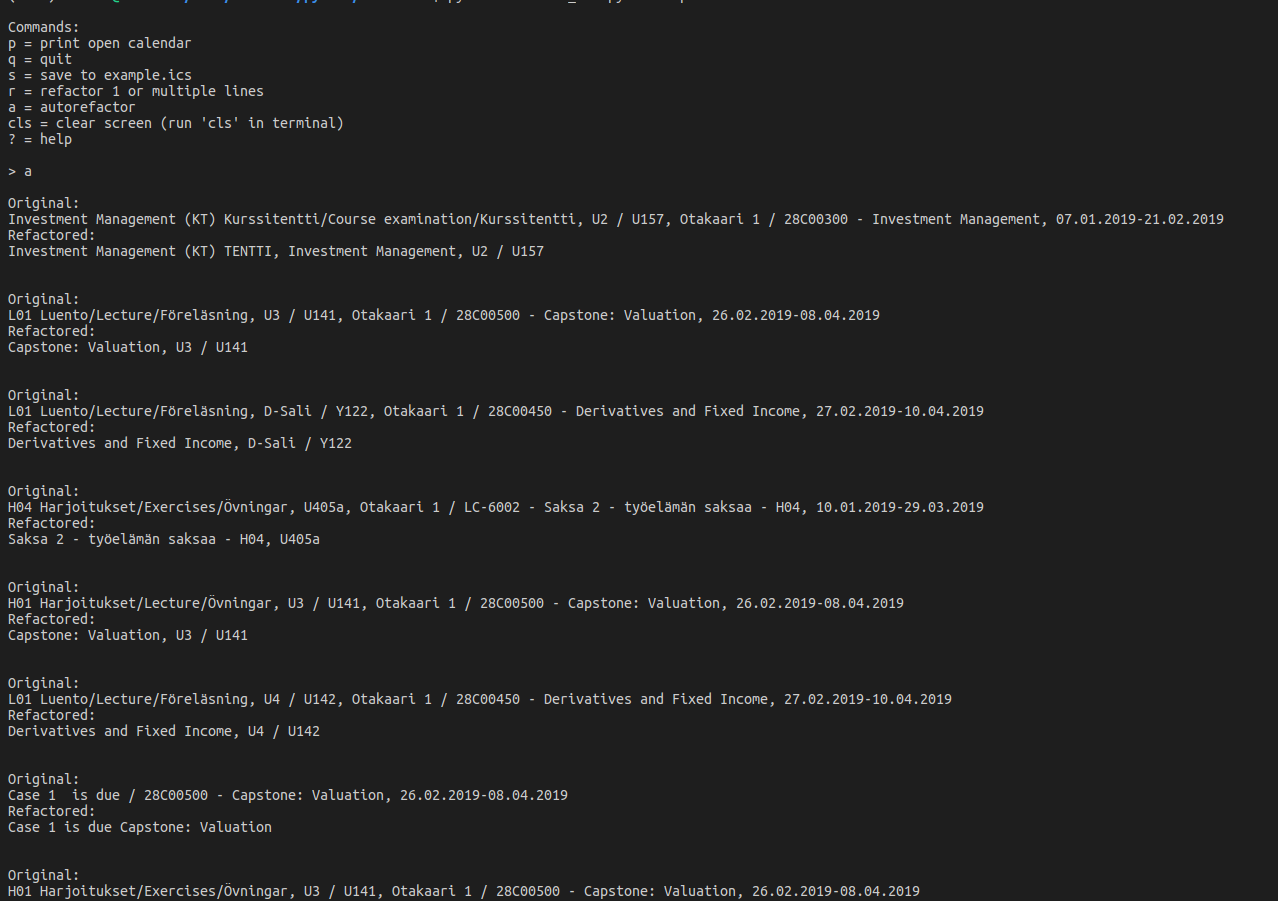 Commands:
p = print open calendar
q = quit
s = save to example.ics
r = refactor 1 or multiple lines
a = autorefactor
cls = clear screen (run 'cls' in terminal)
? = help
> a
Original:
Investment Management (KT) Kurssitentti/Course examination/Kurssitentti, U2 / U157, Otakaari 1 / 28C00300 - Investment Management, 07.01.2019-21.02.2019
Refactored:
Investment Management (KT) TENTTI, Investment Management, U2 / U157
Original:
L01 Luento/Lecture/Föreläsning, U3 / U141, Otakaari 1 / 28C00500 - Capstone: Valuation, 26.02.2019-08.04.2019
Refactored:
Capstone: Valuation, U3 / U141
Original:
L01 Luento/Lecture/Föreläsning, D-Sali / Y122, Otakaari 1 / 28C00450 - Derivatives and Fixed Income, 27.02.2019-10.04.2019
Refactored:
Derivatives and Fixed Income, D-Sali / Y122
Original:
H04 Harjoitukset/Exercises/Övningar, U405a, Otakaari 1 / LC-6002 - Saksa 2 - työelämän saksaa - H04, 10.01.2019-29.03.2019
Refactored:
Saksa 2 - työelämän saksaa - H04, U405a
Original:
H01 Harjoitukset/Lecture/Övningar, U3 / U141, Otakaari 1 / 28C00500 - Capstone: Valuation, 26.02.2019-08.04.2019
Refactored:
Capstone: Valuation, U3 / U141
Original:
L01 Luento/Lecture/Föreläsning, U4 / U142, Otakaari 1 / 28C00450 - Derivatives and Fixed Income, 27.02.2019-10.04.2019
Refactored:
Derivatives and Fixed Income, U4 / U142
Original:
Case 1  is due / 28C00500 - Capstone: Valuation, 26.02.2019-08.04.2019
Refactored:
Case 1 is due Capstone: Valuation
Original:
H01 Harjoitukset/Exercises/Övningar, U3 / U141, Otakaari 1 / 28C00500 - Capstone: Valuation, 26.02.2019-08.04.2019